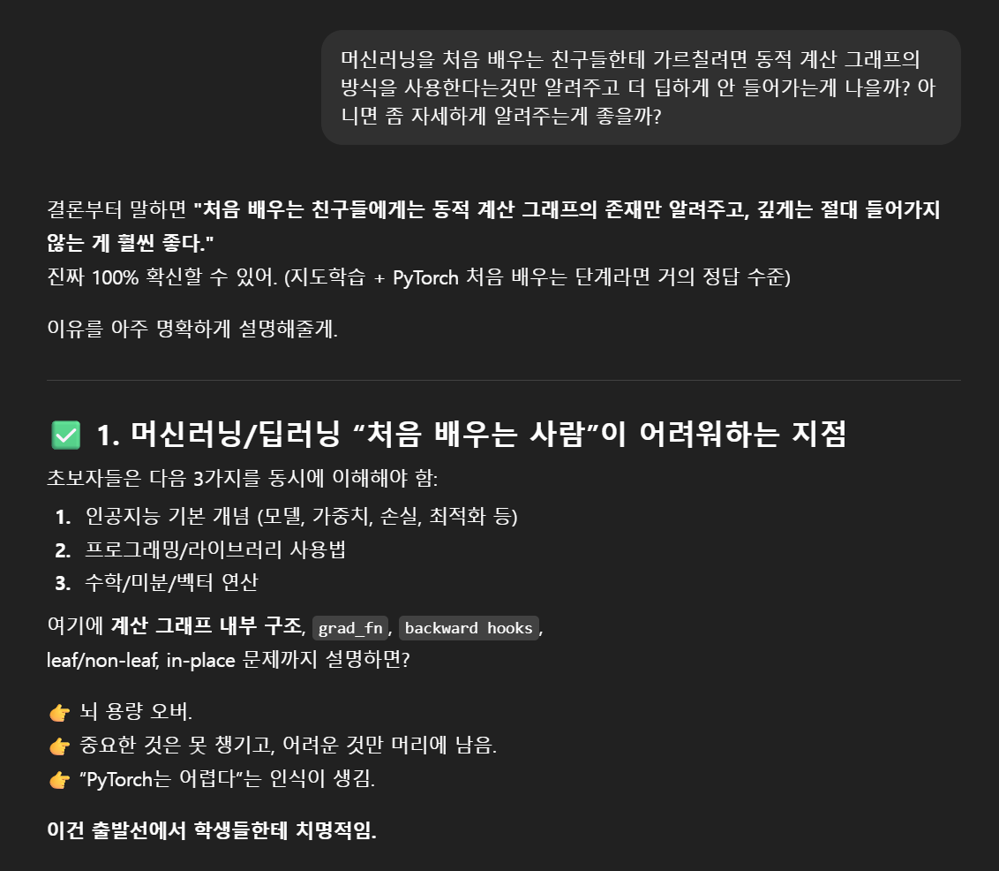 머신러닝을 처음 배우는 친구들한테 가르칠려면 동적 계산 그래프의
방식을 사용한다는것만 알려주고 더 딥하게 안 들어가는게 나을까? 아
니면 좀 자세하게 알려주는게 좋을까?
결론부터 말하면 "처음 배우는 친구들에게는 동적 계산 그래프의 존재만 알려주고, 깊게는 절대 들어가지
않는 게 훨씬 좋다."
진짜 100% 확신할 수 있어. (지도학습 + PyTorch 처음 배우는 단계라면 거의 정답 수준)
이유를 아주 명확하게 설명해줄게.
✅ 1. 머신러닝/딥러닝 “처음 배우는 사람”이 어려워하는 지점
초보자들은 다음 3가지를 동시에 이해해야 함:
1. 인공지능 기본 개념 (모델, 가중치, 손실, 최적화 등)
2. 프로그래밍/라이브러리 사용법
3. 수학/미분/벡터 연산
여기에 계산 그래프 내부 구조, grad_fn, backward hooks,
leaf/non-leaf, in-place 문제까지 설명하면?
👉 뇌 용량 오버.
👉 중요한 것은 못 챙기고, 어려운 것만 머리에 남음.
👉 “PyTorch는 어렵다”는 인식이 생김.
이건 출발선에서 학생들한테 치명적임.